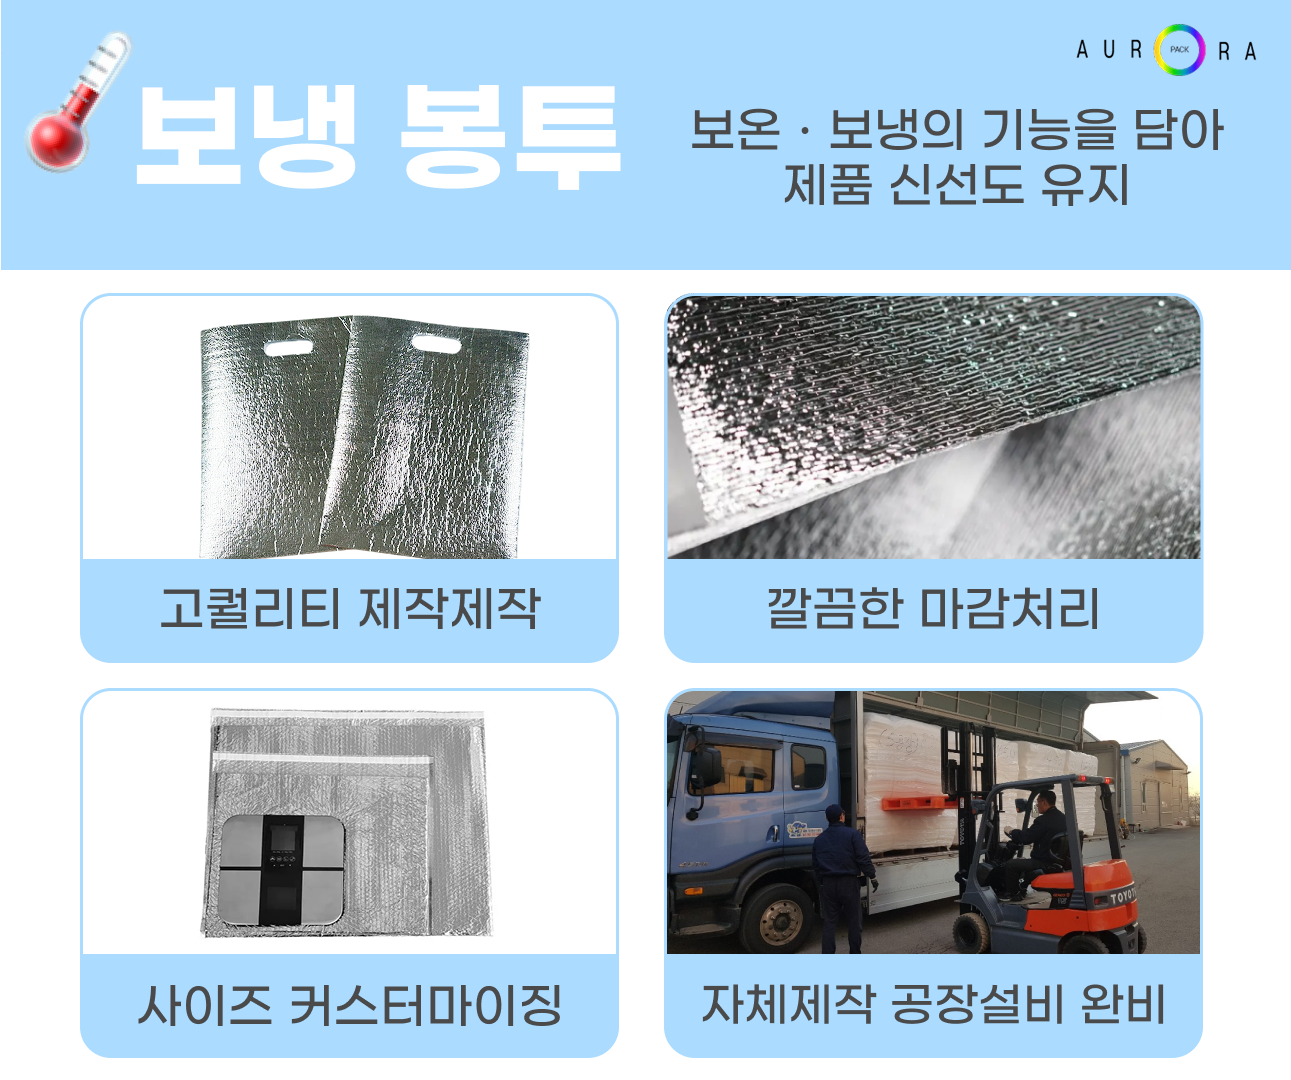 AURORA
PACK
보냉 봉투
보온 · 보냉의 기능을 담아
제품 신선도 유지
고퀄리티 제작제작
깔끔한 마감처리
TOYOTA
TOYOTA
사이즈 커스터마이징
자체제작 공장설비 완비